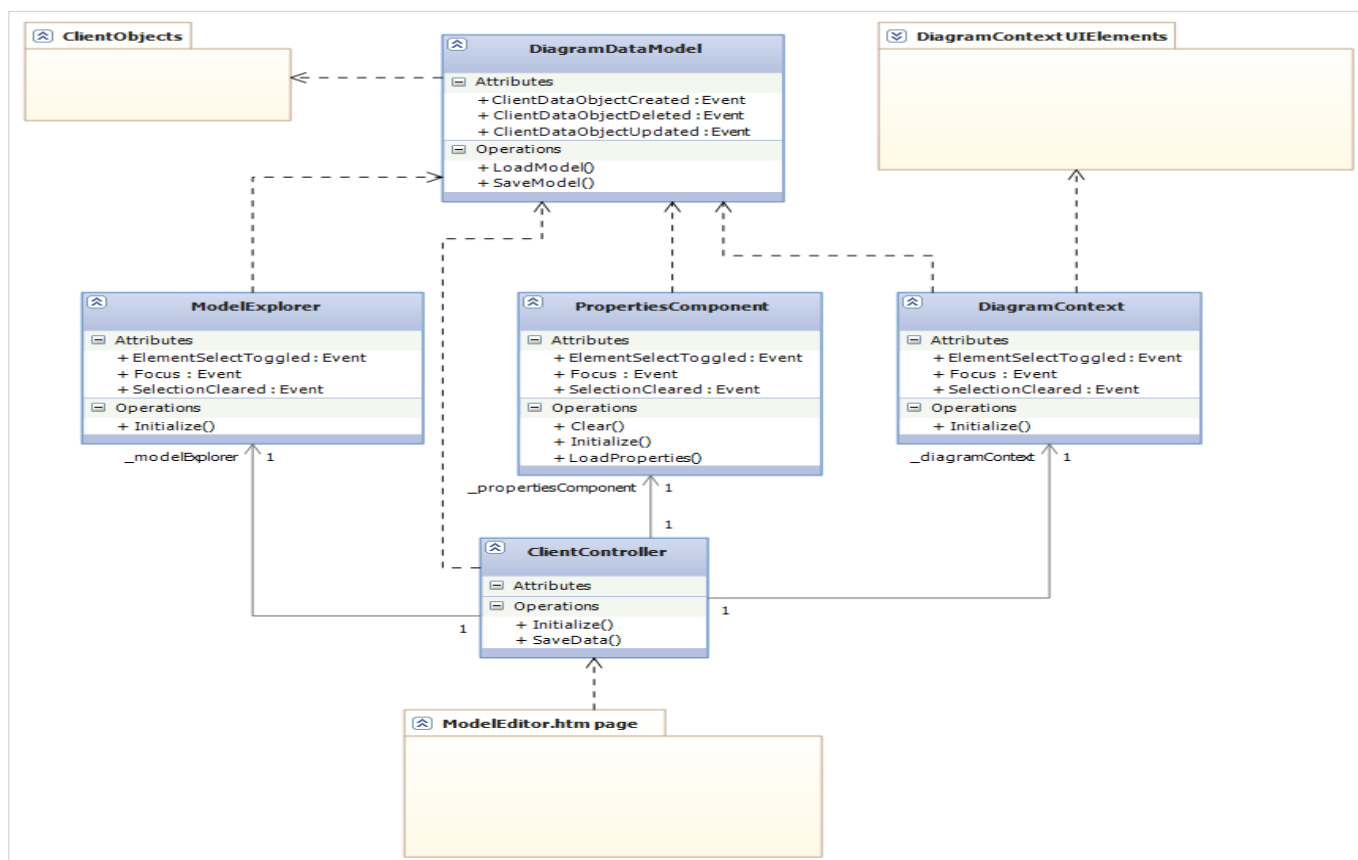 ClientObjects
DiagramDataModel
Attributes
+ ClientDataObjectCreated : Event
+ ClientDataObjectDeleted : Event
+ ClientDataObjectUpdated : Event
Operations
+ LoadModel()
+ SaveModel()
DiagramContextUIElements
ModelExplorer
Attributes
+ ElementSelectToggled : Event
+ Focus : Event
+ SelectionCleared : Event
Operations
+ Initialize()
_modelExplorer 1
PropertiesComponent
Attributes
+ ElementSelectToggled : Event
+ Focus : Event
+ SelectionCleared : Event
Operations
+ Clear()
+ Initialize()
+ LoadProperties()
_propertiesComponent 1
1
DiagramContext
Attributes
+ ElementSelectToggled : Event
+ Focus : Event
+ SelectionCleared : Event
Operations
+ Initialize()
_diagramContext 1
ClientController
Attributes
Operations
+ Initialize()
+ SaveData()
1
1
ModelEditor.htm page